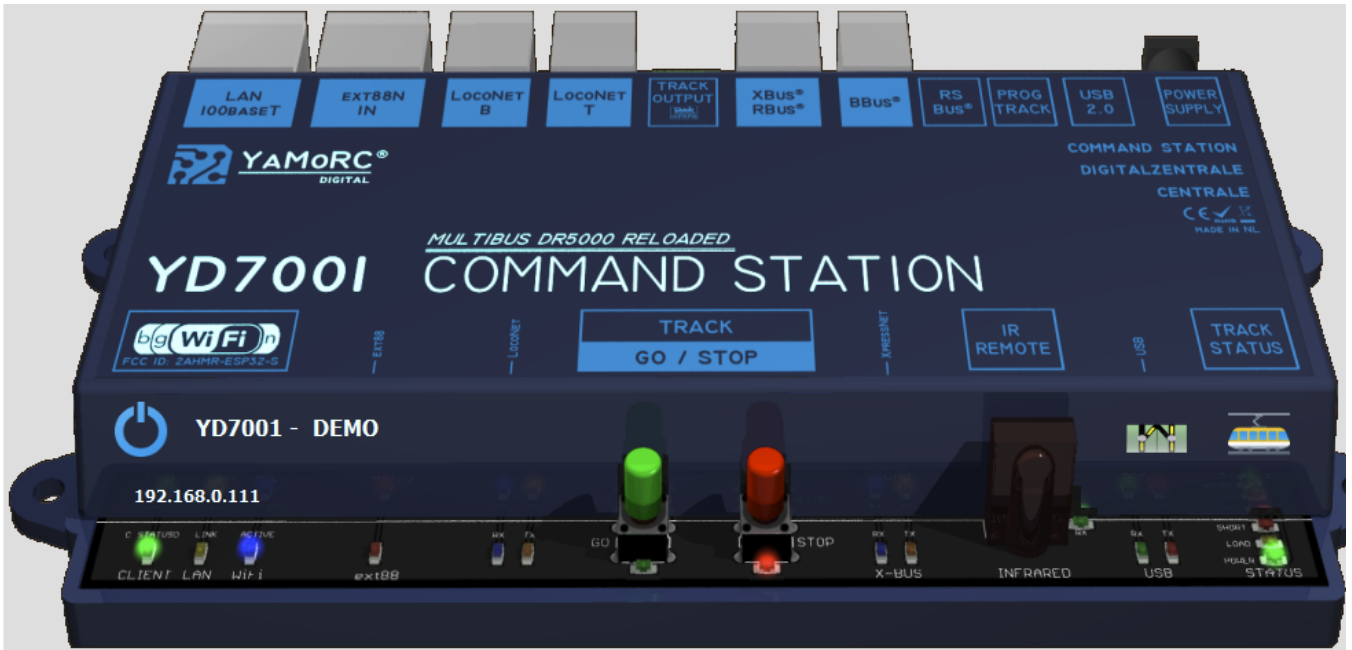 LAN
100BASET
EXT88N
IN
LOCONET
B
LOCONET
T
TRACK
OUTPUT
XBUS®
RBUS®
BBUS®
RS
BUS®
PROG
TRACK
USB
2.0
POWER
SUPPLY
YAMORC®
DIGITAL
COMMAND STATION
DIGITALZENTRALE
CENTRALE
CE
MADE IN NL
MULTIBUS DR5000 RELOADED
YD7001
COMMAND STATION
bg WiFi n
FCC ID: 2AHMR-ESP32-S
EXT88
LOCONET
TRACK
GO / STOP
XPRESSNET
IR
REMOTE
USB
TRACK
STATUS
YD7001 - DEMO
192.168.0.111
C STATUSD
LINK
ACTIVE
RX
TX
GO
STOP
RX
TX
RX
RX
TX
SHORT
LOAD
POWER
CLIENT
LAN
WiFi
ext88
X-BUS
INFRARED
USB
STATUS